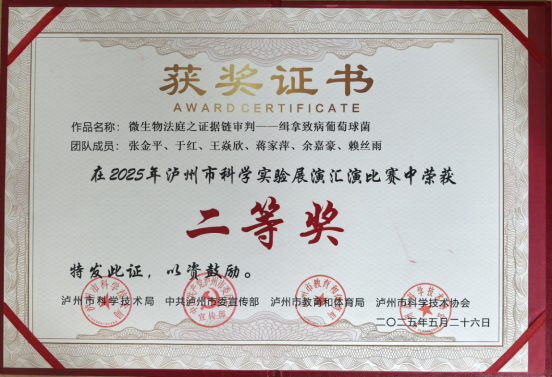 获奖证书
AWARD CERTIFICATE
作品名称：微生物法庭之证据链审判——缉拿致病葡萄球菌
团队成员：张金平、于红、王焱欣、蒋家萍、余嘉豪、赖丝雨
在2025年泸州市科学实验展演汇演比赛中荣获
二等奖
特发此证，以资鼓励。
泸州市科学技术局 中共泸州市委宣传部 泸州市教育和体育局 泸州市科学技术协会
二〇二五年五月二十六日